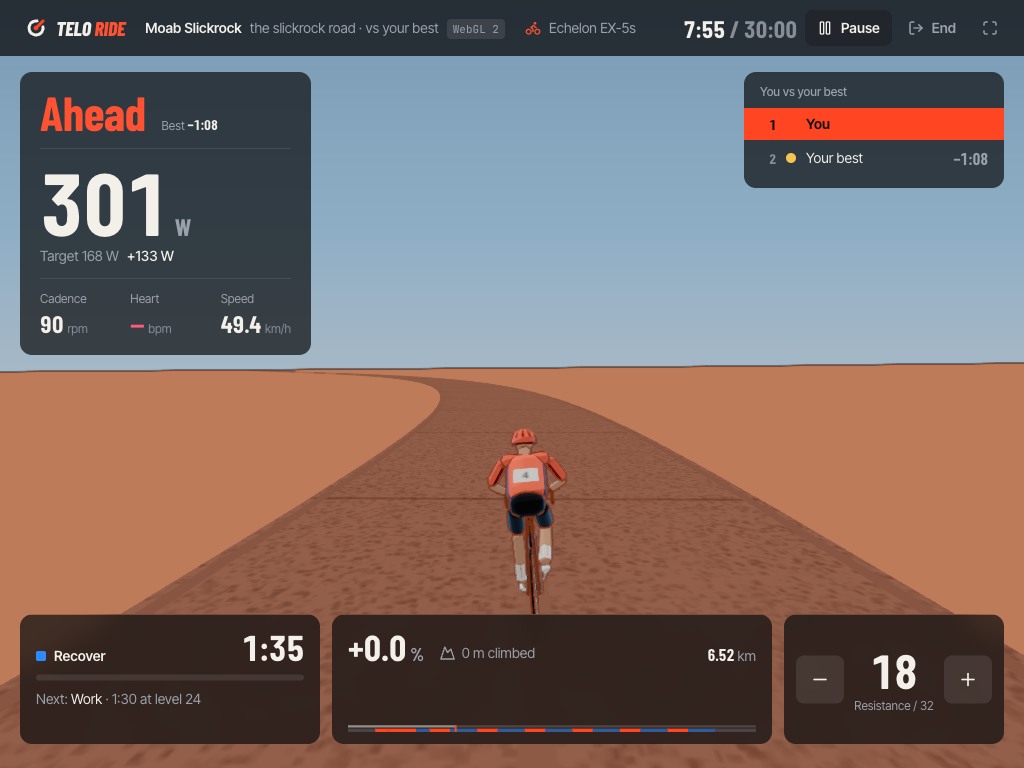 TELO RIDE Moab Slickrock the slickrock road · vs your best WebGL 2 Echelon EX-5s 7:55 / 30:00 Pause End
Ahead Best −1:08
301 W
Target 168 W +133 W
Cadence Heart Speed
90 rpm – bpm 49.4 km/h
You vs your best
1 You
2 Your best −1:08
4
Recover 1:35
Next: Work · 1:30 at level 24
+0.0 % 0 m climbed 6.52 km
− 18 +
Resistance / 32